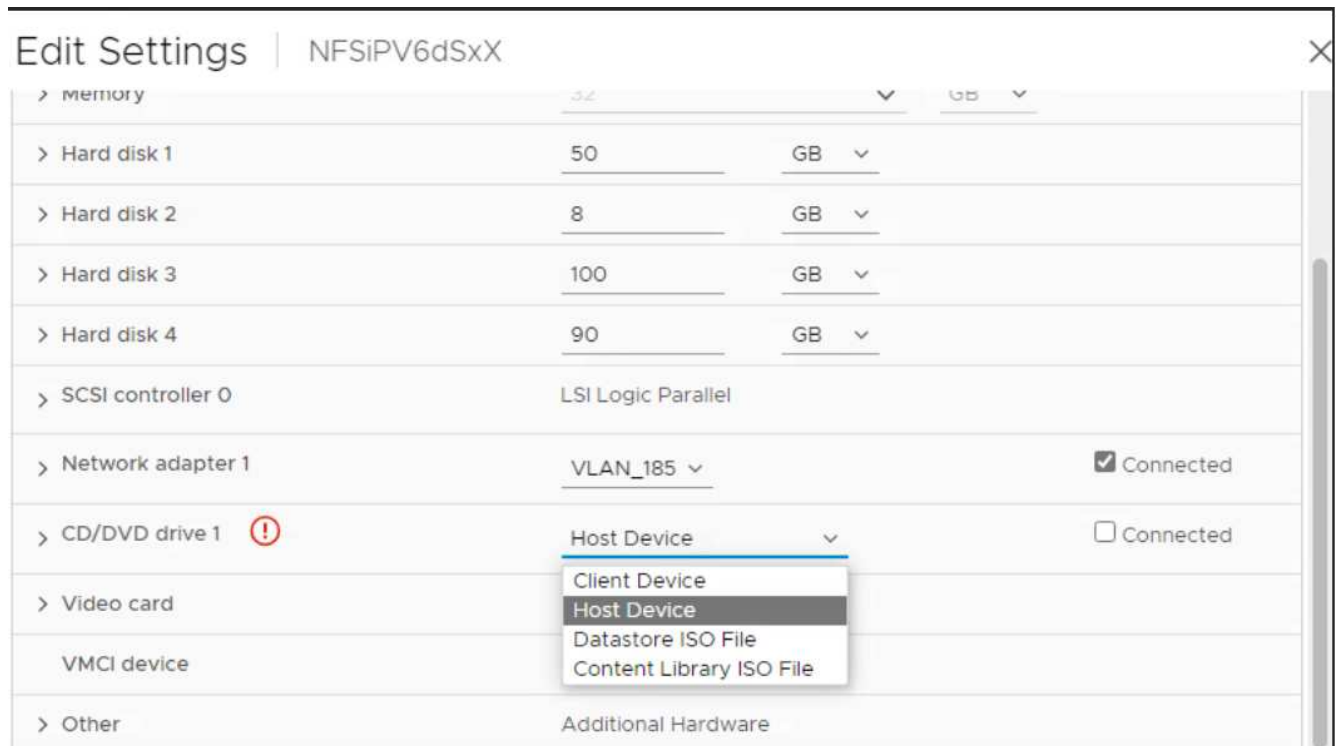 Edit Settings | NFSiPV6dSxX
Memory 32 GB
Hard disk 1 50 GB
Hard disk 2 8 GB
Hard disk 3 100 GB
Hard disk 4 90 GB
SCSI controller 0 LSI Logic Parallel
Network adapter 1 VLAN_185 Connected
CD/DVD drive 1 Host Device Connected
Client Device
Video card Host Device
Datastore ISO File
VMCI device
Content Library ISO File
Other Additional Hardware